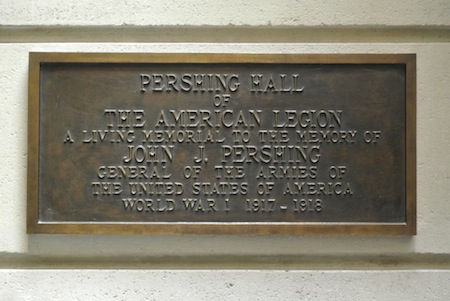 PERSHING HALL
OF
THE AMERICAN LEGION
A LIVING MEMORIAL TO THE MEMORY OF
JOHN J. PERSHING
GENERAL OF THE ARMIES OF
THE UNITED STATES OF AMERICA
WORLD WAR I 1917 - 1918